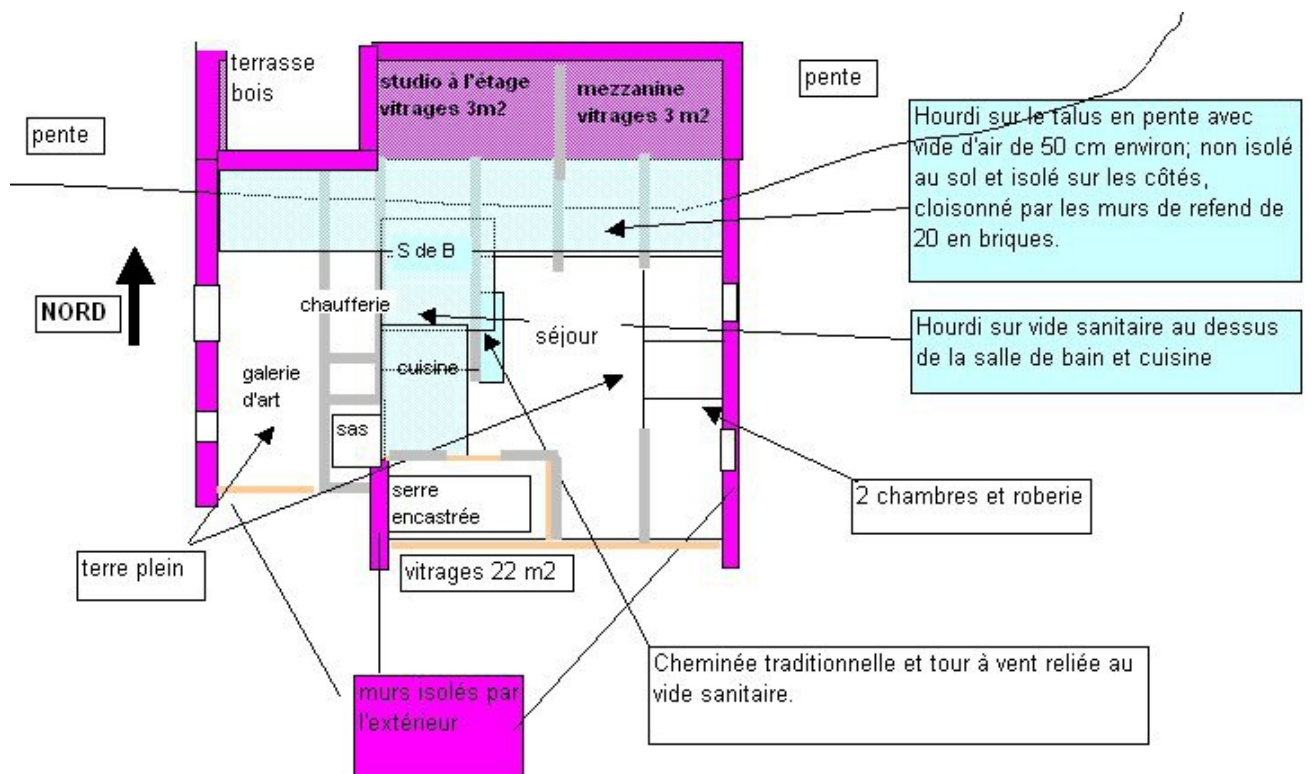 terrasse
bois
studio à l'étage
vitrages 3m2
mezzanine
vitrages 3 m2
pente
pente
Hourdi sur le talus en pente avec
vide d'air de 50 cm environ; non isolé
au sol et isolé sur les côtés,
cloisonné par les murs de refend de
20 en briques.
S de B
NORD
chaufferie
séjour
Hourdi sur vide sanitaire au dessus
de la salle de bain et cuisine
cuisine
galerie
d'art
sas
serre
encastrée
2 chambres et roberie
terre plein
vitrages 22 m2
Cheminée traditionnelle et tour à vent reliée au
vide sanitaire.
murs isolés par
l'extérieur